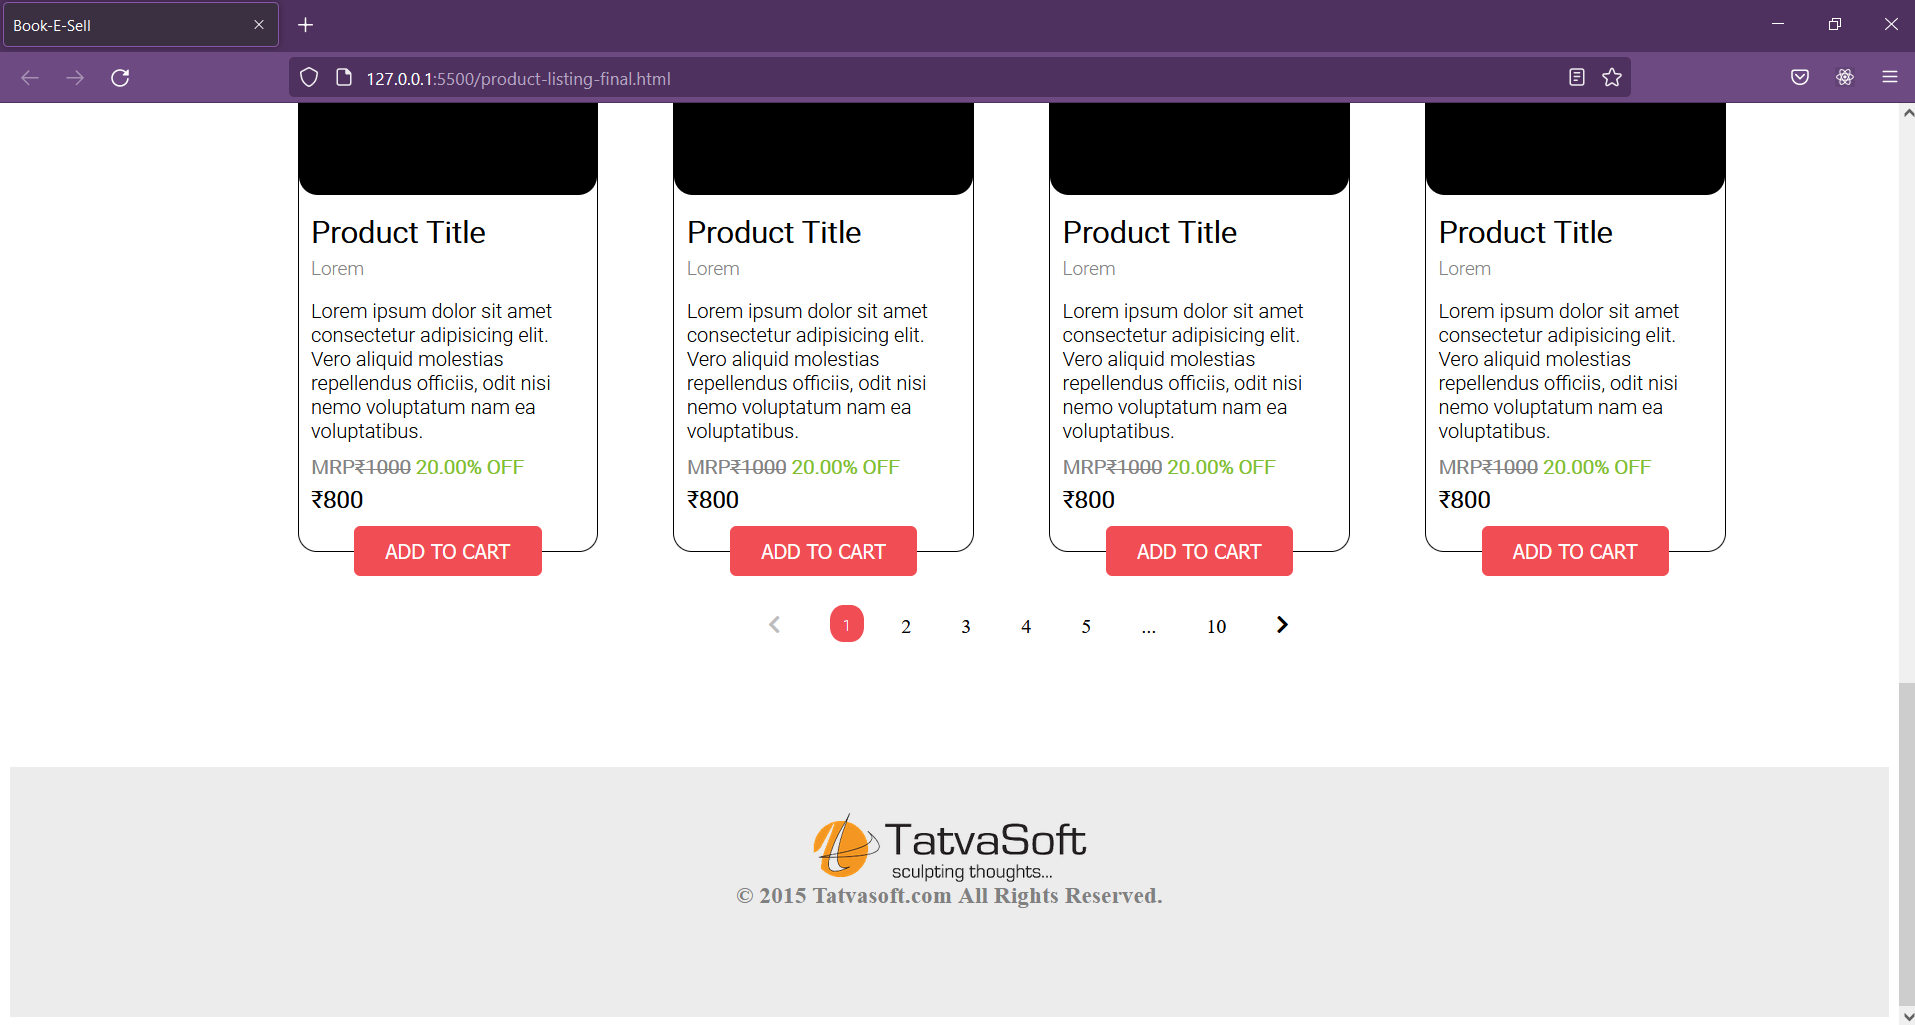 Book-E-Sell
127.0.0.1:5500/product-listing-final.html
Product Title
Lorem
Lorem ipsum dolor sit amet
consectetur adipisicing elit.
Vero aliquid molestias
repellendus officiis, odit nisi
nemo voluptatum nam ea
voluptatibus.
MRP₹1000 20.00% OFF
₹800
ADD TO CART
Product Title
Lorem
Lorem ipsum dolor sit amet
consectetur adipisicing elit.
Vero aliquid molestias
repellendus officiis, odit nisi
nemo voluptatum nam ea
voluptatibus.
MRP₹1000 20.00% OFF
₹800
ADD TO CART
Product Title
Lorem
Lorem ipsum dolor sit amet
consectetur adipisicing elit.
Vero aliquid molestias
repellendus officiis, odit nisi
nemo voluptatum nam ea
voluptatibus.
MRP₹1000 20.00% OFF
₹800
ADD TO CART
Product Title
Lorem
Lorem ipsum dolor sit amet
consectetur adipisicing elit.
Vero aliquid molestias
repellendus officiis, odit nisi
nemo voluptatum nam ea
voluptatibus.
MRP₹1000 20.00% OFF
₹800
ADD TO CART
1 2 3 4 5 ... 10
TatvaSoft
sculpting thoughts...
© 2015 Tatvasoft.com All Rights Reserved.